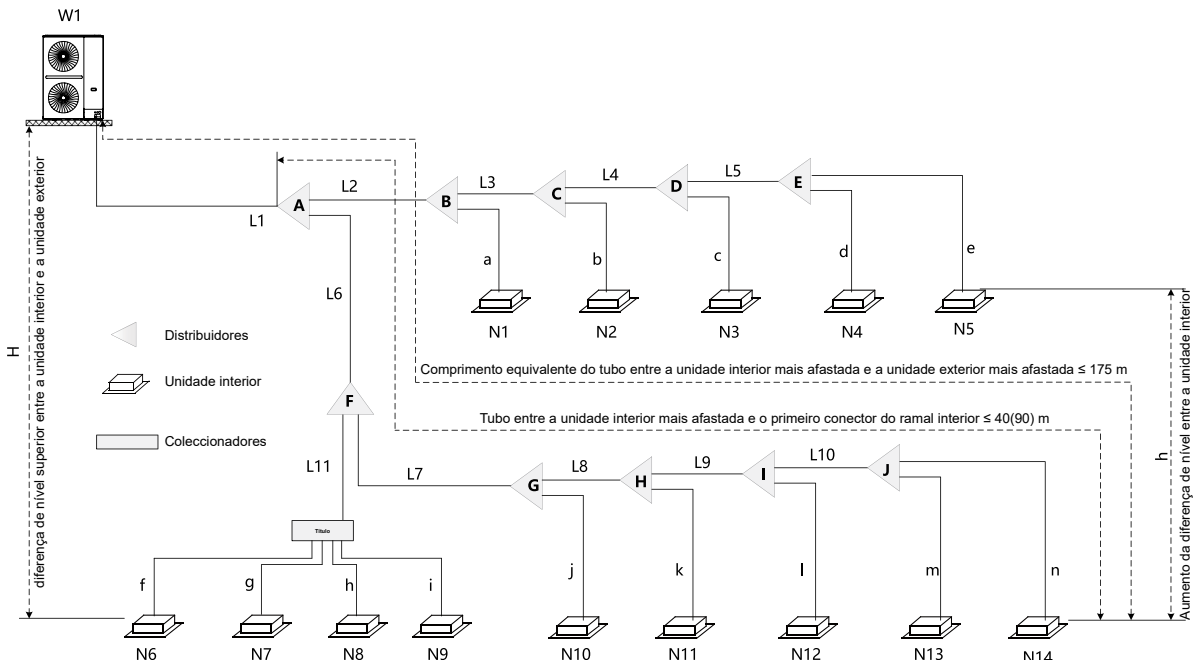 W1
H
diferença de nível superior entre a unidade interior e a unidade exterior
L1
A
L2
B
L3
C
L4
D
L5
E
a
b
c
d
e
N1
N2
N3
N4
N5
L6
Distribuidores
Unidade interior
Coleccionadores
Comprimento equivalente do tubo entre a unidade interior mais afastada e a unidade exterior mais afastada ≤ 175 m
Tubo entre a unidade interior mais afastada e o primeiro conector do ramal interior ≤ 40(90) m
h
Aumento da diferença de nível entre a unidade interior
F
L11
L7
G
L8
H
L9
I
L10
J
Título
f
g
h
i
j
k
l
m
n
N6
N7
N8
N9
N10
N11
N12
N13
N14